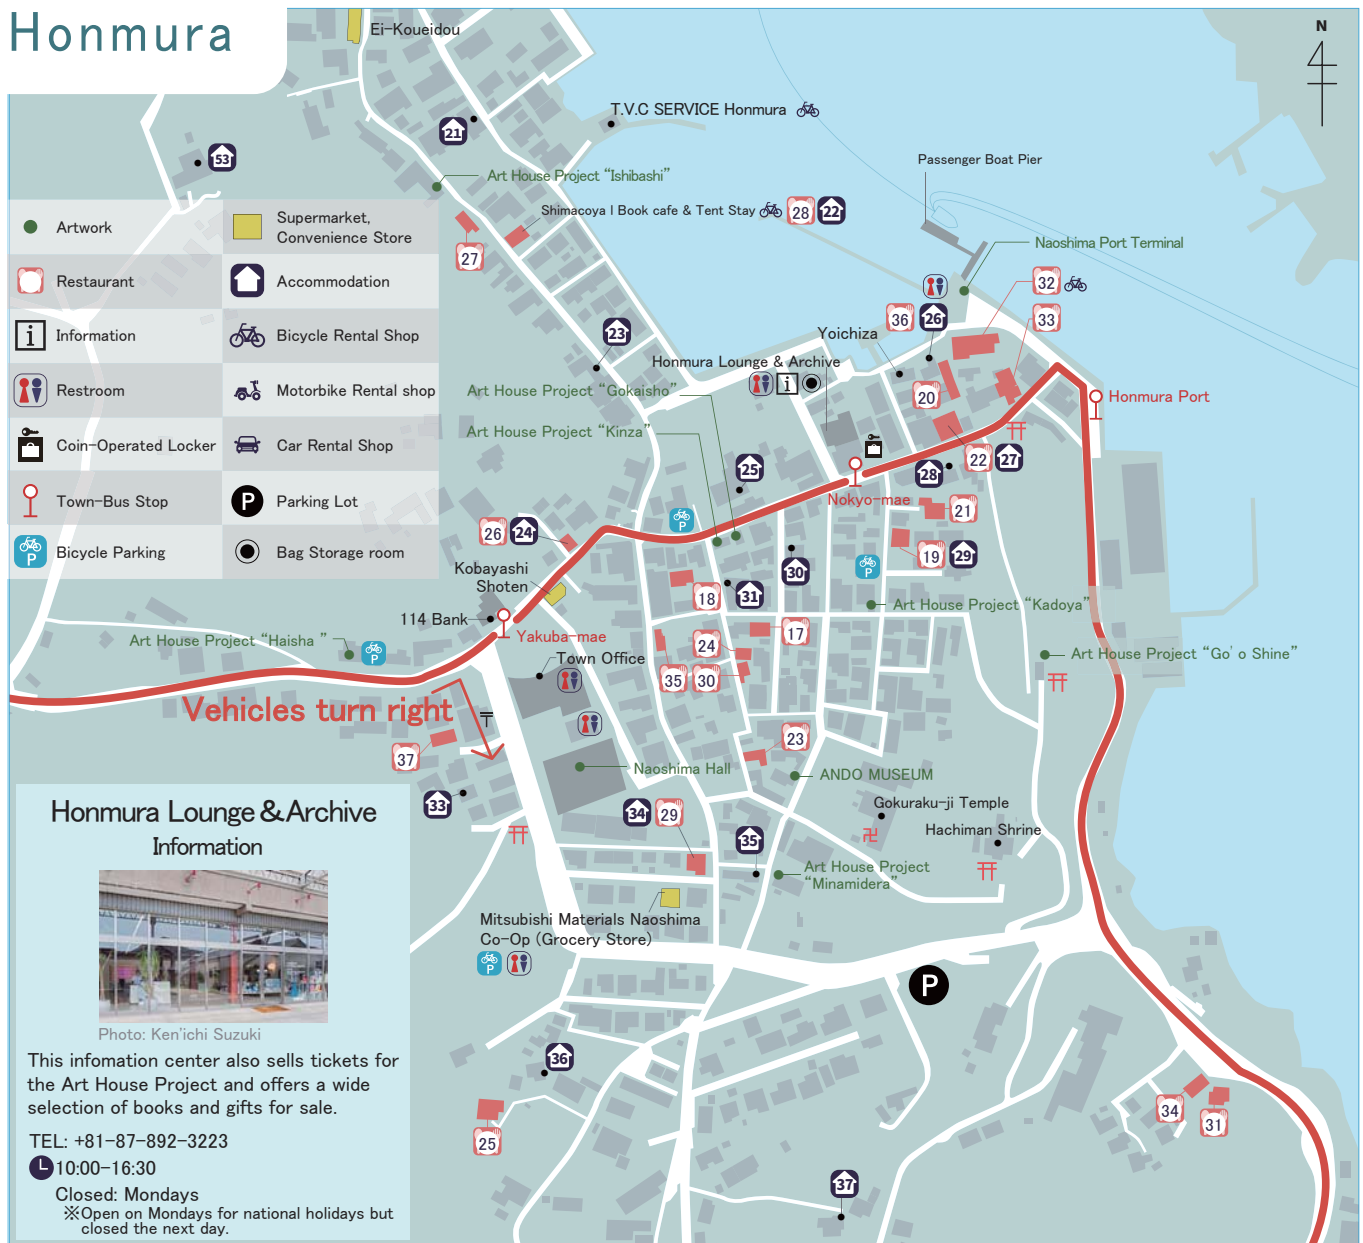 Honmura
Ei-Koueidou
N
T.V.C SERVICE Honmura
21
53
Passenger Boat Pier
Art House Project “Ishibashi”
Shimacoya | Book cafe & Tent Stay
28
22
27
Naoshima Port Terminal
32
33
36
26
23
Yoichiza
Honmura Lounge & Archive
i
20
Art House Project “Gokaisho”
Art House Project “Kinza”
Honmura Port
22
27
28
25
Nokyo-mae
Artwork
Supermarket,
Convenience Store
Restaurant
Accommodation
i
Information
Bicycle Rental Shop
Restroom
Motorbike Rental shop
Coin-Operated Locker
Car Rental Shop
Town-Bus Stop
P
Parking Lot
P
Bicycle Parking
Bag Storage room
26
24
P
21
19
29
P
30
Kobayashi
Shoten
18
31
114 Bank
Yakuba-mae
Art House Project “Kadoya”
17
Art House Project “Haisha ”
P
Town Office
24
35
30
Art House Project “Go’ o Shine”
Vehicles turn right
〒
37
23
Naoshima Hall
ANDO MUSEUM
33
34
29
Gokuraku-ji Temple
卍
Hachiman Shrine
35
Art House Project
“Minamidera”
Mitsubishi Materials Naoshima
Co-Op (Grocery Store)
P
P
36
25
34
31
37
Honmura Lounge &Archive
Information
Photo: Ken'ichi Suzuki
This infomation center also sells tickets for
the Art House Project and offers a wide
selection of books and gifts for sale.
TEL: +81-87-892-3223
10:00-16:30
Closed: Mondays
※Open on Mondays for national holidays but
closed the next day.